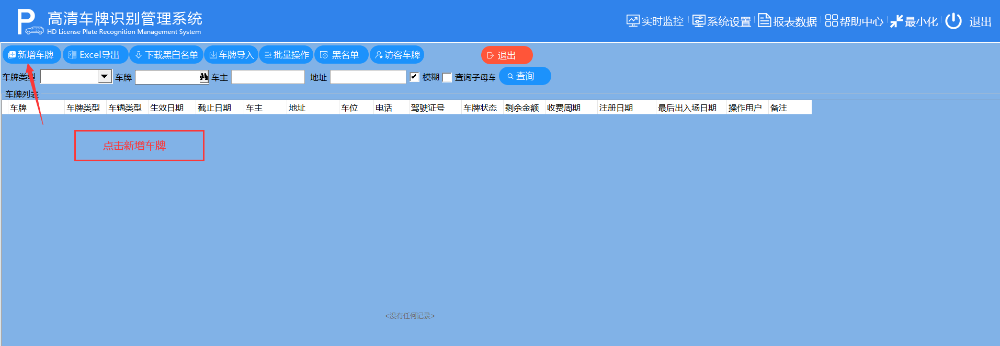 高清车牌识别管理系统
HD License Plate Recognition Management System
实时监控 系统设置 报表数据 帮助中心 最小化 退出
新增车牌 Excel导出 下载黑白名单 车牌导入 批量操作 黑名单 访客车牌 退出
车牌类型 车牌 车主 地址 模糊 查询子母车 查询
车牌列表
车牌 车牌类型 车辆类型 生效日期 截止日期 车主 地址 车位 电话 驾驶证号 车牌状态 剩余金额 收费周期 注册日期 最后出入场日期 操作用户 备注
点击新增车牌
<没有任何记录>